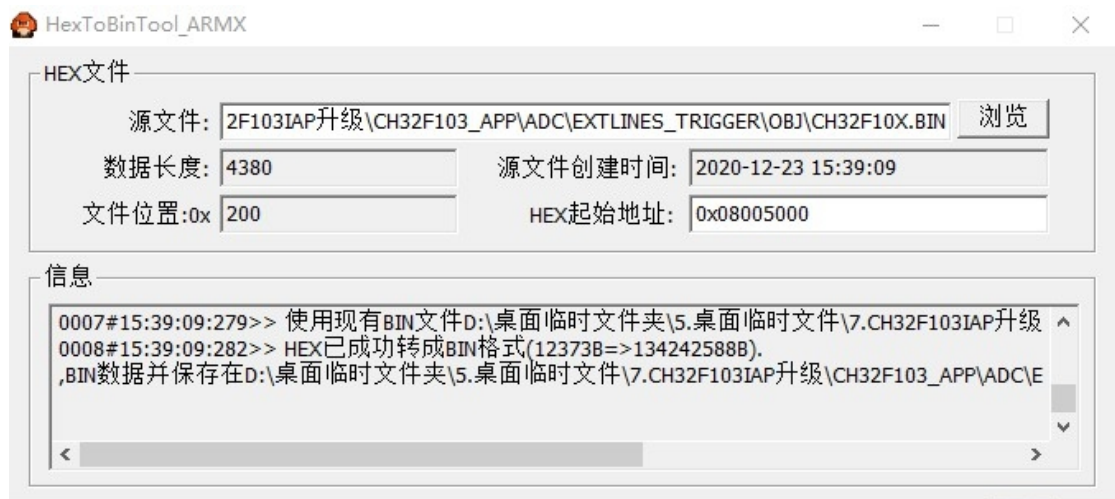 HexToBinTool_ARMX
HEX文件
源文件: 2F103IAP升级\CH32F103_APP\ADC\EXTLINES_TRIGGER\OBJ\CH32F10X.BIN 浏览
数据长度: 4380 源文件创建时间: 2020-12-23 15:39:09
文件位置:0x 200 HEX起始地址: 0x08005000
信息
0007#15:39:09:279>> 使用现有BIN文件D:\桌面临时文件夹\5.桌面临时文件\7.CH32F103IAP升级
0008#15:39:09:282>> HEX已成功转成BIN格式(12373B=>134242588B).
,BIN数据并保存在D:\桌面临时文件夹\5.桌面临时文件\7.CH32F103IAP升级\CH32F103_APP\ADC\E